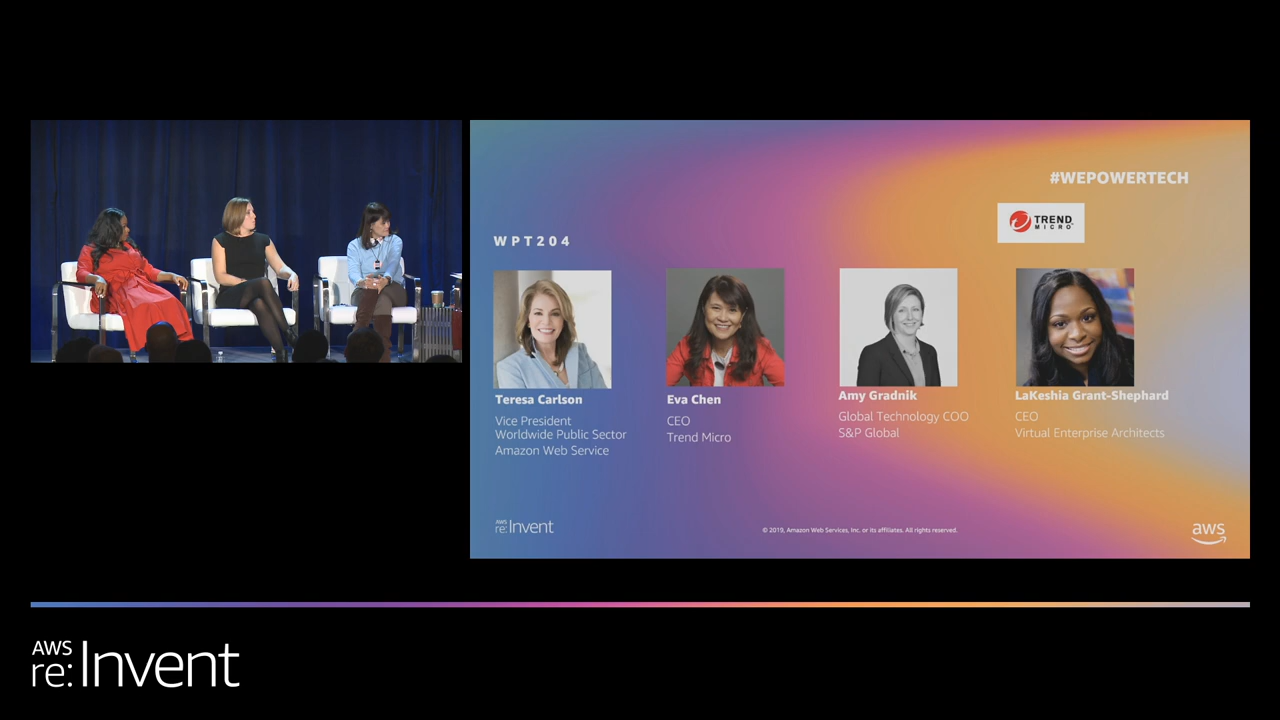 #WEPOWERTECH
TREND
MICRO
WPT204
Teresa Carlson
Vice President
Worldwide Public Sector
Amazon Web Service
Eva Chen
CEO
Trend Micro
Amy Gradnik
Global Technology COO
S&P Global
LaKeshia Grant-Shephard
CEO
Virtual Enterprise Architects
AWS
re:Invent
© 2019, Amazon Web Services, Inc. or its affiliates. All rights reserved.
aws
AWS
re:Invent